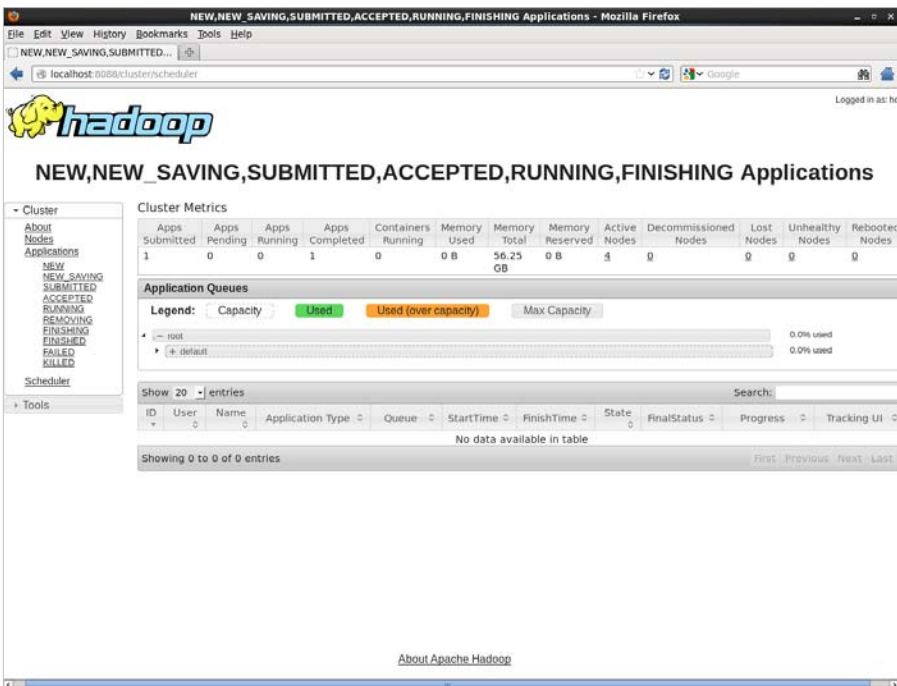 NEW,NEW_SAVING,SUBMITTED,ACCEPTED,RUNNING,FINISHING Applications - Mozilla Firefox
File Edit View History Bookmarks Tools Help
NEW,NEW_SAVING,SUBMITTED...
localhost:8088/cluster/scheduler
Google
Logged in as:
hadoop
NEW,NEW_SAVING,SUBMITTED,ACCEPTED,RUNNING,FINISHING Applications
Cluster
About
Nodes
Applications
NEW
NEW_SAVING
SUBMITTED
ACCEPTED
RUNNING
REMOVING
FINISHING
FINISHED
FAILED
KILLED
Scheduler
Tools
Cluster Metrics
Apps Submitted Apps Pending Apps Running Apps Completed Containers Running Memory Used Memory Total Memory Reserved Active Nodes Decommissioned Nodes Lost Nodes Unhealthy Nodes Rebooted Nodes
1 0 0 1 0 0 B 56.25 GB 0 B 4 0 0 0 0
Application Queues
Legend: Capacity Used Used (over capacity) Max Capacity
- root 0.0% used
+ default 0.0% used
Show 20 entries Search:
ID User Name Application Type Queue StartTime FinishTime State FinalStatus Progress Tracking UI
No data available in table
Showing 0 to 0 of 0 entries First Previous Next Last
About Apache Hadoop